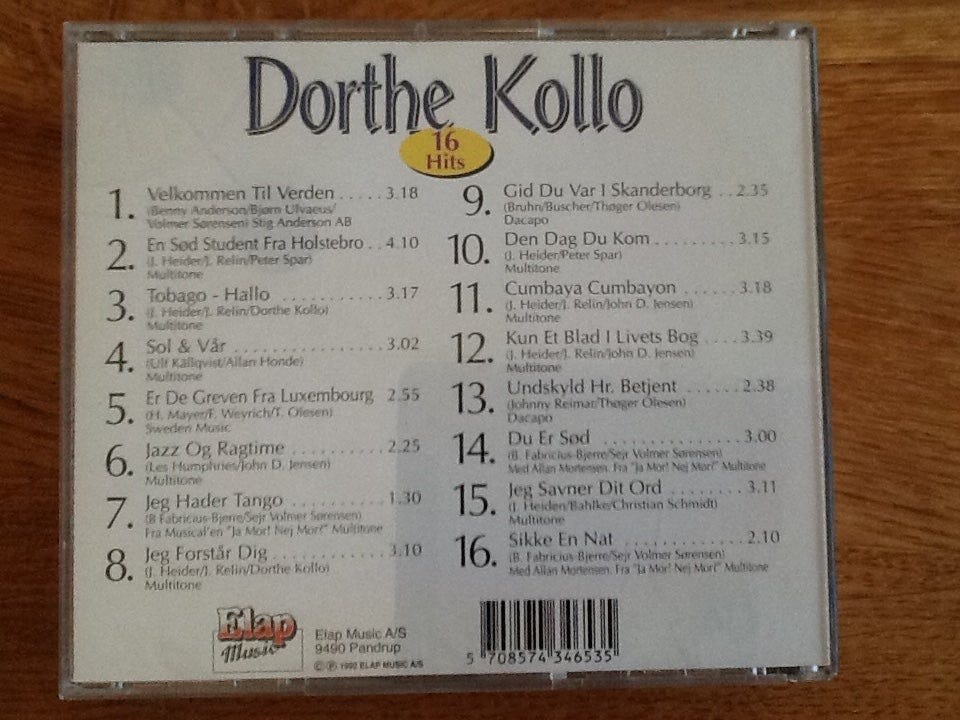 Dorthe Kollo
16
Hits
1. Velkommen Til Verden ..... 3.18
(Benny Anderson/Bjørn Ulvaeus/
Volmer Sørensen) Stig Anderson AB
2. En Sød Student Fra Holstebro .. 4.10
(J. Heider/J. Relin/Peter Spar)
Multitone
3. Tobago - Hallo .......... 3.17
(J. Heider/J. Relin/Dorthe Kollo)
Multitone
4. Sol & Vår ................ 3.02
(Ulf Källqvist/Allan Honde)
Multitone
5. Er De Greven Fra Luxembourg 2.55
(H. Mayer/F. Weyrich/T. Olesen)
Sweden Music
6. Jazz Og Ragtime .......... 2.25
(Les Humphries/John D. Jensen)
Multitone
7. Jeg Hader Tango .......... 1.30
(B Fabricus-Bjerre/Sejr Volmer Sørensen)
Fra Musical'en "Ja Mor! Nej Mor!" Multitone
8. Jeg Forstår Dig ........... 3.10
(J. Heider/J. Relin/Dorthe Kollo)
Multitone
9. Gid Du Var I Skanderborg .. 2.35
(Bruhn/Buscher/Thøger Olesen)
Dacapo
10. Den Dag Du Kom ......... 3.15
(J. Heider/Peter Spar)
Multitone
11. Cumbaya Cumbayon ...... 3.18
(J. Heider/J. Relin/John D. Jensen)
Multitone
12. Kun Et Blad I Livets Bog .... 3.39
(J. Heider/J. Relin/John D. Jensen)
Multitone
13. Undskyld Hr. Betjent ...... 2.38
(Johnny Reimar/Thøger Olesen)
Dacapo
14. Du Er Sød ............... 3.00
(B. Fabricius-Bjerre/Sejr Volmer Sørensen)
Med Allan Mortensen. Fra "Ja Mor! Nej Mor!" Multitone
15. Jeg Savner Dit Ord ........ 3.11
(J. Heiden/Bahlke/Christian Schmidt)
Multitone
16. Sikke En Nat ............. 2.10
(B. Fabricius-Bjerre/Sejr Volmer Sørensen)
Med Allan Mortensen. Fra "Ja Mor! Nej Mor!" Multitone
Elap
Music
Elap Music A/S
9490 Pandrup
© ℗ 1992 ELAP MUSIC A/S
5 708574 346535